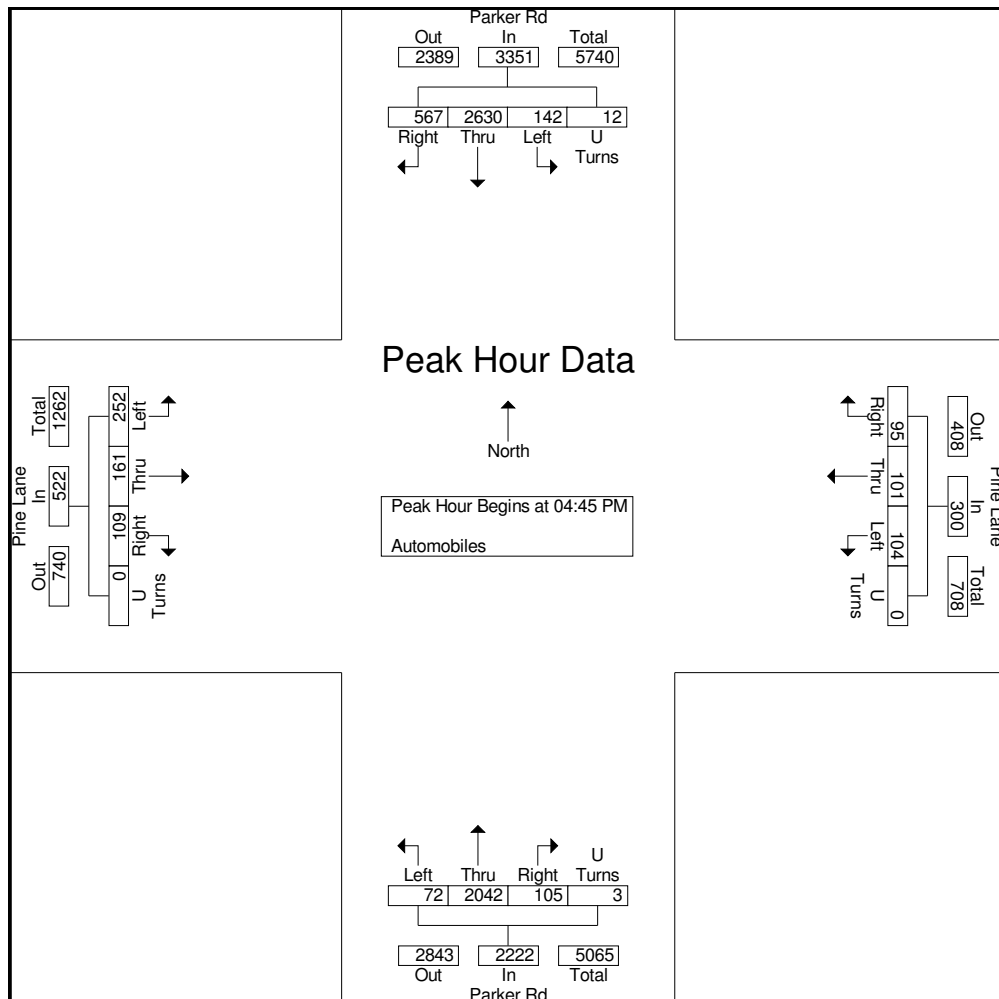 Parker Rd
Out In Total
2389 3351 5740
567 2630 142 12
Right Thru Left U
Turns
Peak Hour Data
North
Peak Hour Begins at 04:45 PM
Automobiles
Pine Lane
Out In Total
740 522 1262
Left Thru Right U
Turns
252 161 109 0
Pine Lane
Out In Total
408 300 708
95 101 104 0
Right Thru Left U
Turns
U
Left Thru Right Turns
72 2042 105 3
2843 2222 5065
Out In Total
Parker Rd